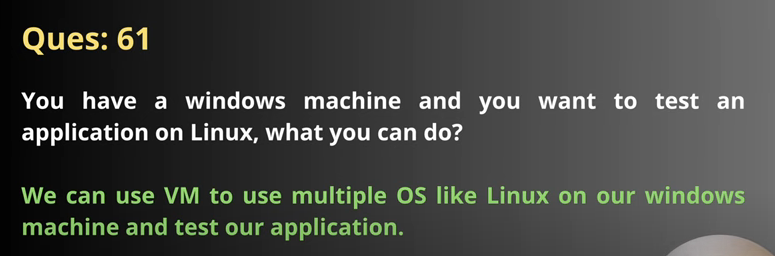 Ques: 61
You have a windows machine and you want to test an
application on Linux, what you can do?
We can use VM to use multiple OS like Linux on our windows
machine and test our application.